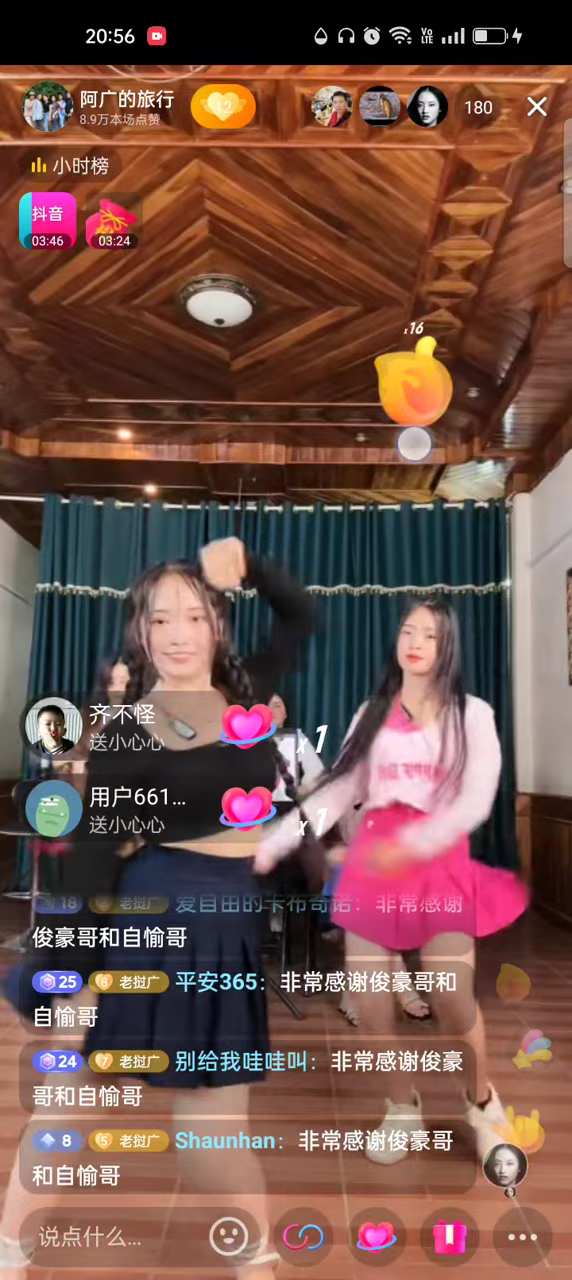 20:56
VoLTE
阿广的旅行
8.9万本场点赞
12
180
小时榜
抖音
03:46
03:24
x16
齐不怪
送小心心
x1
用户661...
送小心心
x1
18 老挝广 爱自由的卡布奇诺：非常感谢
俊豪哥和自愉哥
25 8 老挝广 平安365：非常感谢俊豪哥和
自愉哥
24 7 老挝广 别给我哇哇叫：非常感谢俊豪
哥和自愉哥
8 5 老挝广 Shaunhan：非常感谢俊豪哥
和自愉哥
说点什么...